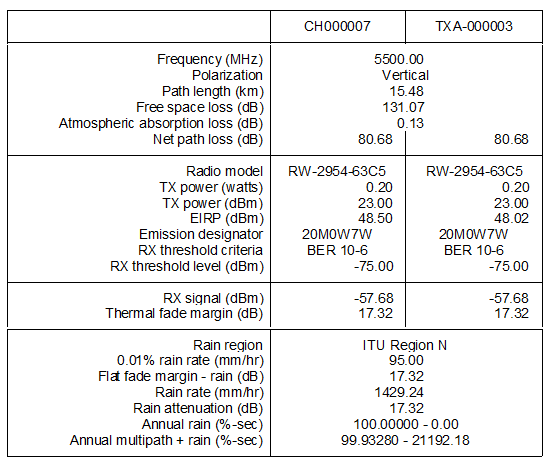 CH000007 TXA-000003
Frequency (MHz) 5500.00
Polarization Vertical
Path length (km) 15.48
Free space loss (dB) 131.07
Atmospheric absorption loss (dB) 0.13
Net path loss (dB) 80.68 80.68
Radio model RW-2954-63C5 RW-2954-63C5
TX power (watts) 0.20 0.20
TX power (dBm) 23.00 23.00
EIRP (dBm) 48.50 48.02
Emission designator 20M0W7W 20M0W7W
RX threshold criteria BER 10-6 BER 10-6
RX threshold level (dBm) -75.00 -75.00
RX signal (dBm) -57.68 -57.68
Thermal fade margin (dB) 17.32 17.32
Rain region ITU Region N
0.01% rain rate (mm/hr) 95.00
Flat fade margin - rain (dB) 17.32
Rain rate (mm/hr) 1429.24
Rain attenuation (dB) 17.32
Annual rain (%-sec) 100.00000 - 0.00
Annual multipath + rain (%-sec) 99.93280 - 21192.18